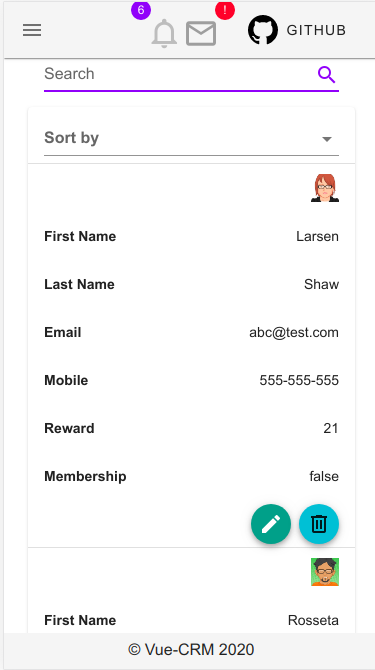 6
!
GITHUB
Search
Sort by
First Name Larsen
Last Name Shaw
Email abc@test.com
Mobile 555-555-555
Reward 21
Membership false
First Name Rosseta
© Vue-CRM 2020